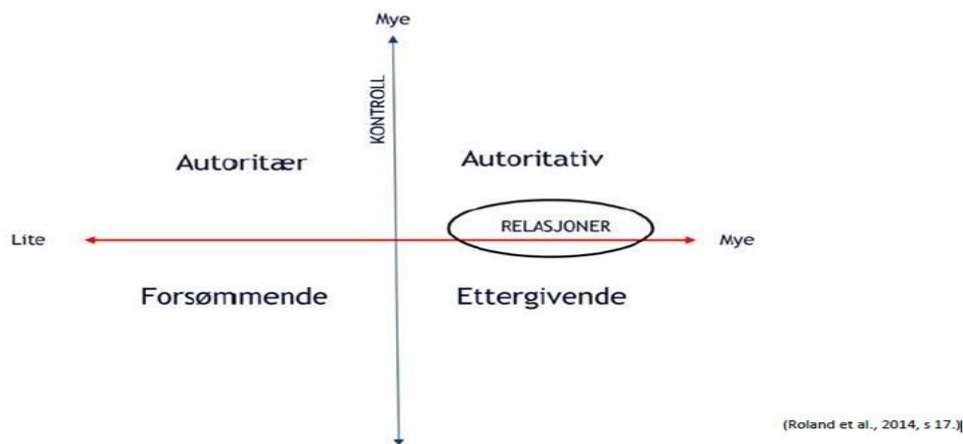 Mye
KONTROLL
Autoritær
Autoritativ
RELASJONER
Lite
Mye
Forsømmende
Ettergivende
(Roland et al., 2014, s 17.)